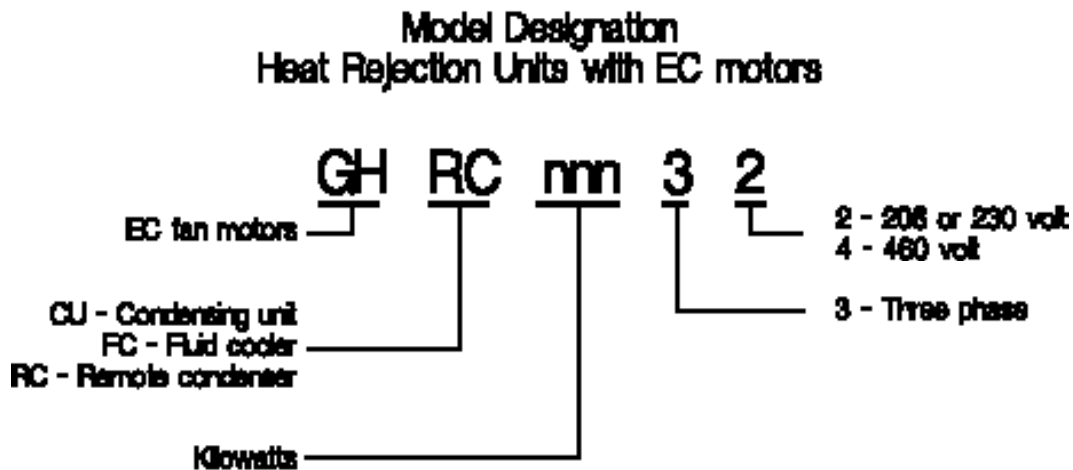 Model Designation
Heat Rejection Units with EC motors
GH RC nnn 3 2
EC fan motors
2 - 208 or 230 volt
4 - 460 volt
CU - Condensing unit
FC - Fluid cooler
RC - Remote condenser
3 - Three phase
Kilowatts